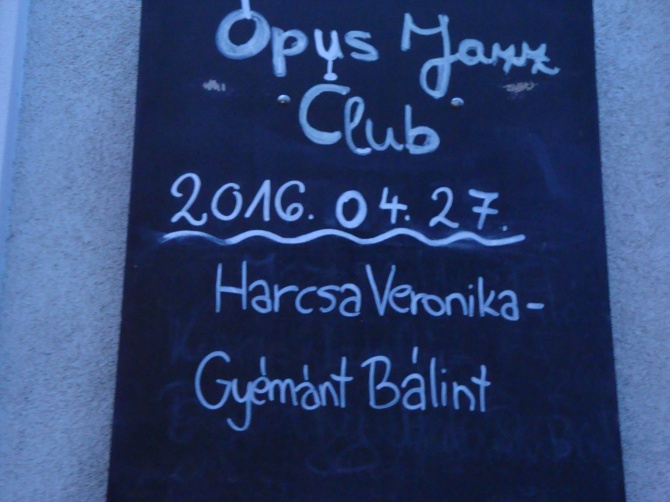 Opus Jazz
Club
2016. 04. 27.
Harcsa Veronika-
Gyémánt Bálint